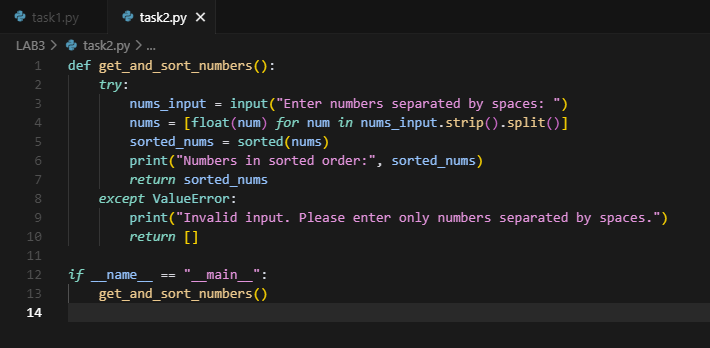 task1.py task2.py
LAB3 > task2.py > ...
1 def get_and_sort_numbers():
2     try:
3         nums_input = input("Enter numbers separated by spaces: ")
4         nums = [float(num) for num in nums_input.strip().split()]
5         sorted_nums = sorted(nums)
6         print("Numbers in sorted order:", sorted_nums)
7         return sorted_nums
8     except ValueError:
9         print("Invalid input. Please enter only numbers separated by spaces.")
10         return []
11
12 if __name__ == "__main__":
13     get_and_sort_numbers()
14